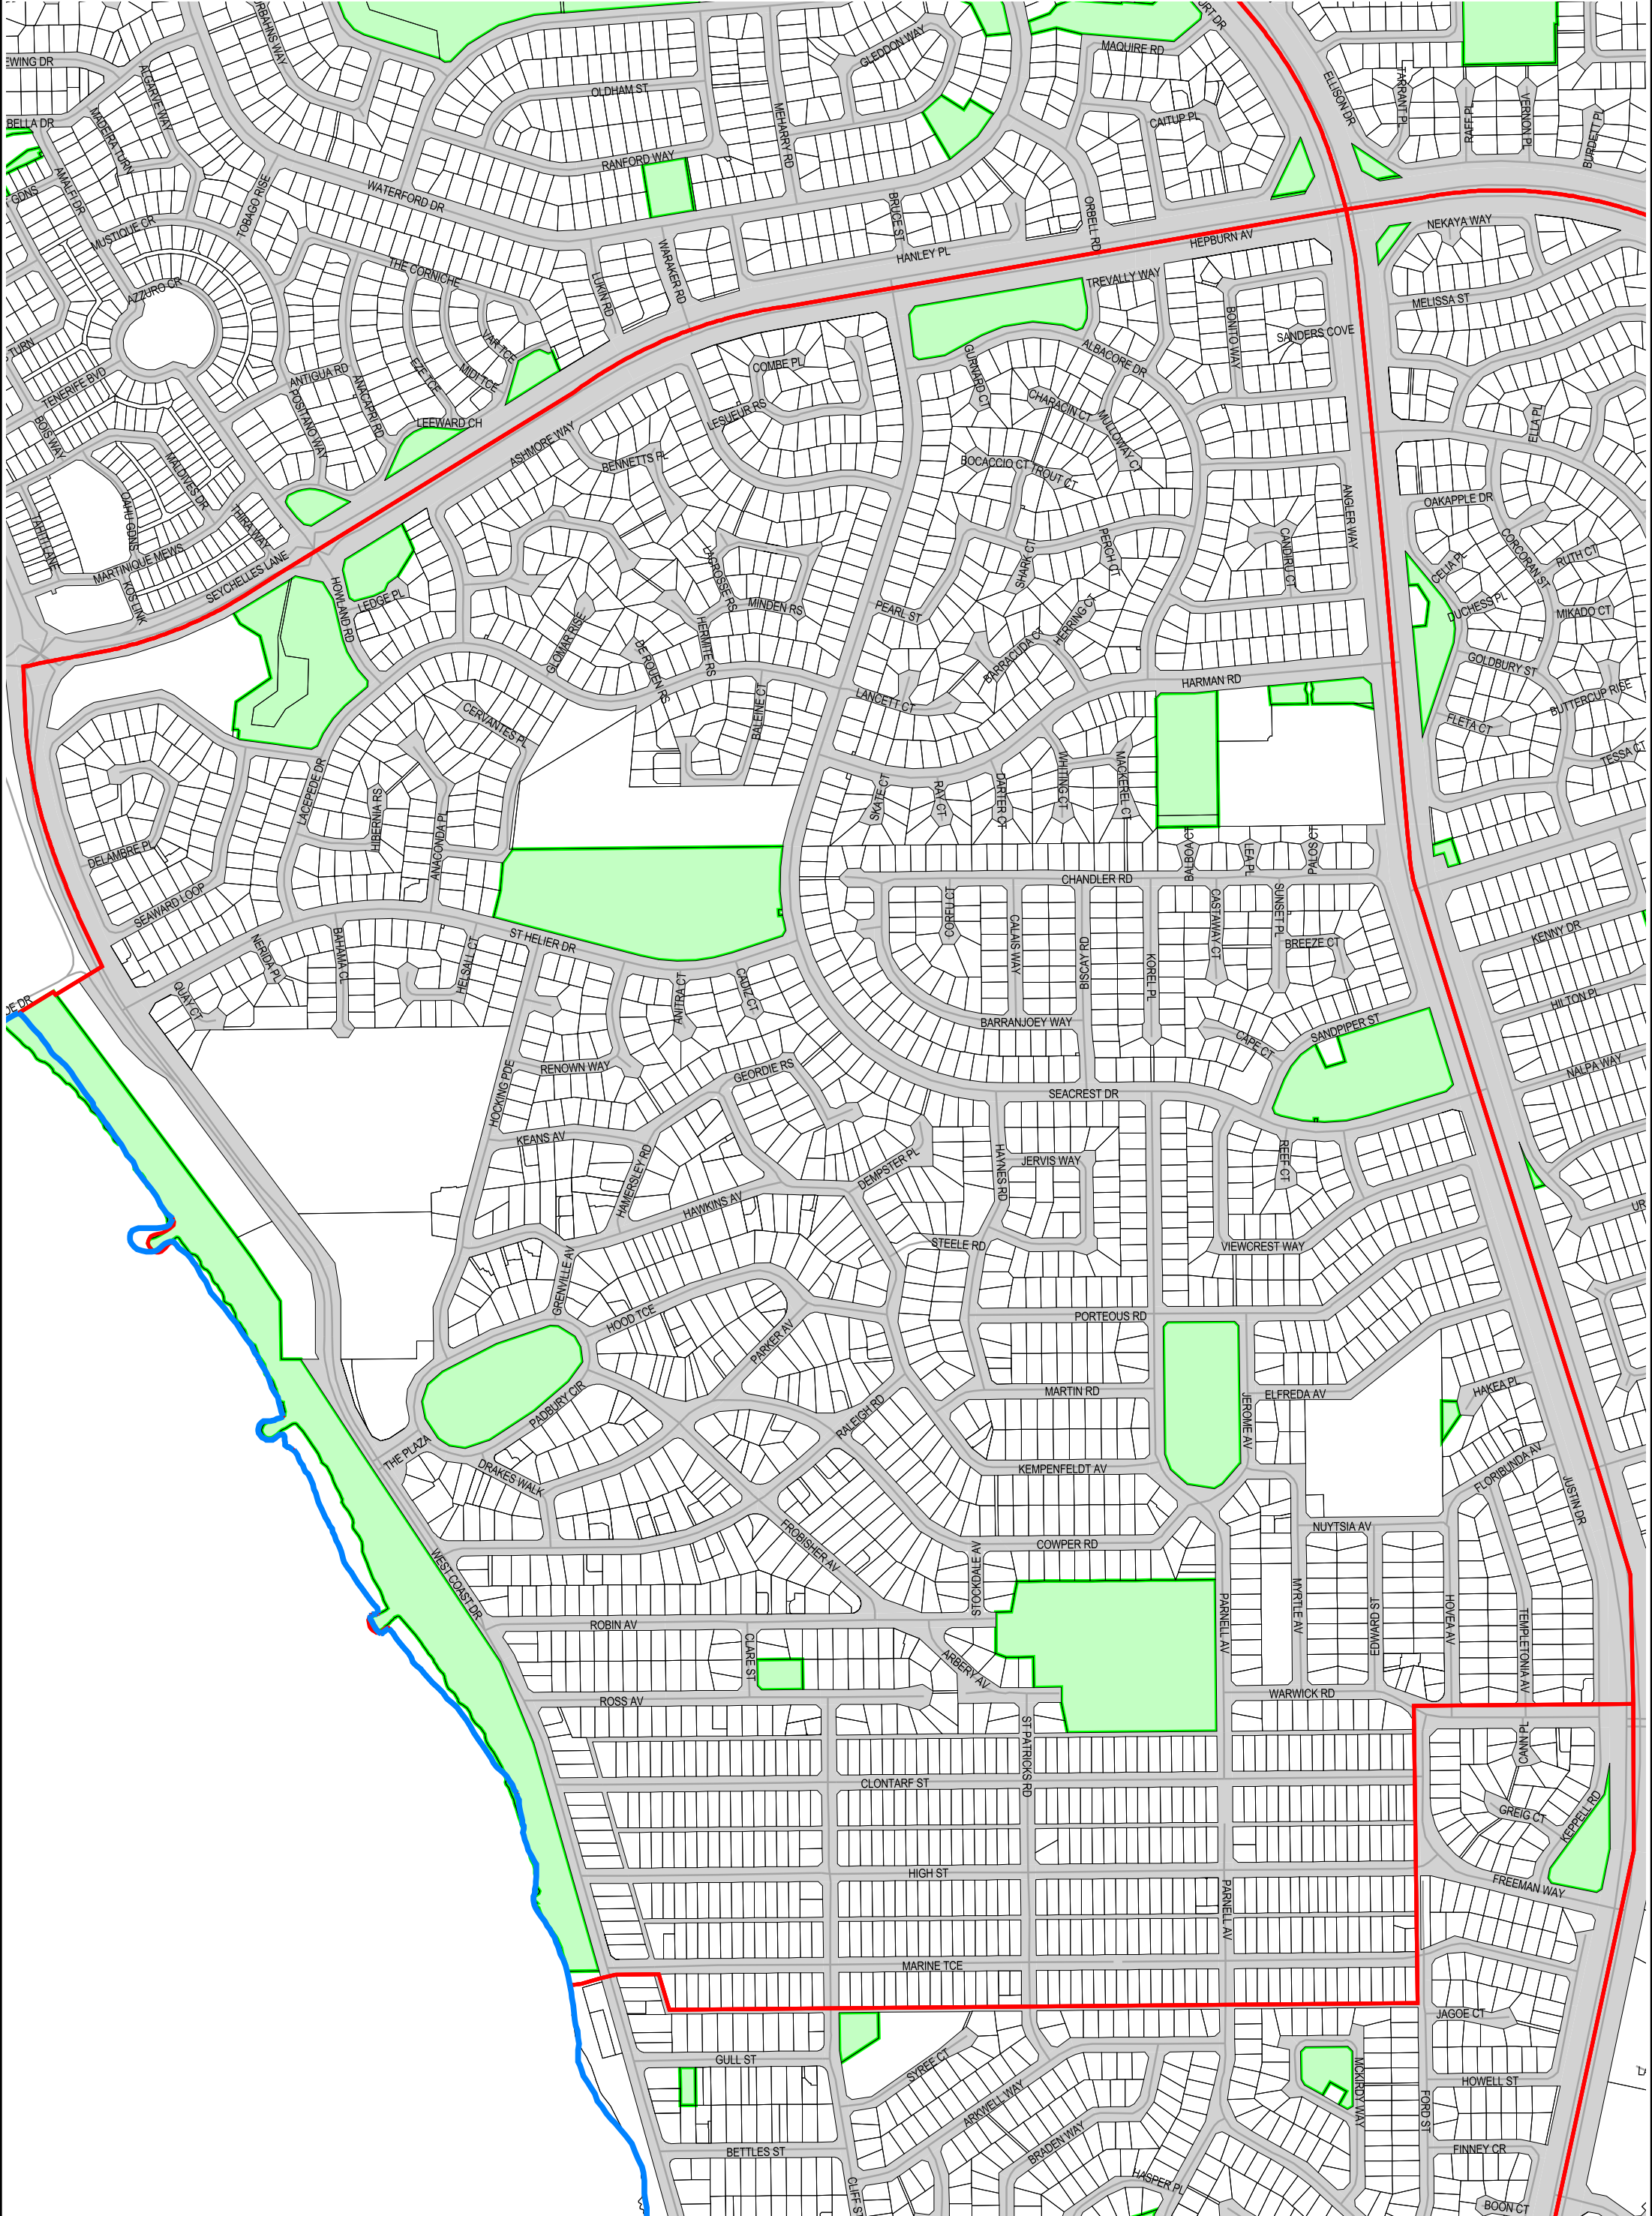 URT DR
MAQUIRE RD
GLEDDON WAY
EWING DR
ALGARVE WAY
OLDHAM ST
MEHARRY RD
CAITUP PL
ELLISON DR
TARRANT PL
RAFF PL
VERNON PL
BURDETT PL
BELLA DR
MADEIRA TURN
RANFORD WAY
GDNS
AMALFI DR
TOBAGO RISE
WATERFORD DR
BRUCE ST
ORBELL RD
MUSTIQUE CR
NEKAYA WAY
HEPBURN AV
HANLEY PL
THE CORNICHE
LUKIN RD
WARAKER RD
TREVALLY WAY
AZZURO CR
MELISSA ST
BONITO WAY
SANDERS COVE
TURN
VAR TCE
MIDI TCE
EZE TCE
COMBE PL
GURNARD CT
ALBACORE DR
TENERIFE BVD
ANTIGUA RD
ANACAPRI RD
POSITANO WAY
LEEWARD CH
LESUEUR RS
CHARACIN CT
MULLOWAY CT
ELLA PL
BOIS WAY
ASHMORE WAY
BENNETTS PL
BOCACCIO CT
TROUT CT
MALDIVES DR
OAHU GDNS
TAHITI LANE
THIRA WAY
ANGLER WAY
OAKAPPLE DR
MARTINIQUE MEWS
KOS LINK
SEYCHELLES LANE
HOWLAND RD
LEDGE PL
LAGROSSE RS
MINDEN RS
PEARL ST
SHARK CT
PERCH CT
CANDIRU CT
CELIA PL
CORCORAN ST
RUTH CT
DUCHESS PL
MIKADO CT
GLOMAR RISE
DE ROUEN RS
HERMITE RS
BARRACUDA CT
HERRING CT
GOLDBURY ST
HARMAN RD
LANCETT CT
BALEINE CT
BUTTERCUP RISE
CERVANTES PL
FLETA CT
TESSA CT
LACEPEDE DR
HIBERNIA RS
ANACONDA PL
SKATE CT
RAY CT
DARTER CT
WHITING CT
MACKEREL CT
DELAMBRE PL
BALBOA CT
LEA PL
PALOS CT
CHANDLER RD
SEAWARD LOOP
ST HELIER DR
NERIDA PL
BAHAMA CL
HELSALL CT
CORFU CT
CALAIS WAY
BISCAY RD
KOREL PL
CASTAWAY CT
SUNSET PL
BREEZE CT
KENNY DR
QUAY CT
ANITRA CT
CADIZ CT
HILTON PL
BARRANJOEY WAY
CAPE CT
SANDPIPER ST
HOCKING PDE
RENOWN WAY
GEORDIE RS
NALPA WAY
SEACREST DR
KEANS AV
HAMERSLEY RD
DEMPSTER PL
HAYNES RD
JERVIS WAY
REEF CT
HAWKINS AV
STEELE RD
VIEWCREST WAY
GRENVILLE AV
HOOD TCE
PARKER AV
PORTEOUS RD
PADBURY CIR
MARTIN RD
JEROME AV
ELFREDA AV
HAKEA PL
THE PLAZA
DRAKES WALK
RALEIGH RD
KEMPENFELDT AV
FLORIBUNDA AV
JUSTIN DR
FROBISHER AV
NUYTSIA AV
WEST COAST DR
STOCKDALE AV
COWPER RD
ROBIN AV
CLARE ST
ARBERY AV
PARNELL AV
MYRTLE AV
EDWARD ST
HOVEA AV
TEMPLETONIA AV
ROSS AV
WARWICK RD
ST PATRICKS RD
CANN PL
CLONTARF ST
GREIG CT
KEPPELL RD
HIGH ST
PARNELL AV
FREEMAN WAY
MARINE TCE
JAGOE CT
GULL ST
SYREE CT
MCKIRDY WAY
FORD ST
HOWELL ST
ARKWELL WAY
BRADEN WAY
BETTLES ST
FINNEY CR
CLIFF ST
HASPER PL
BOON CT